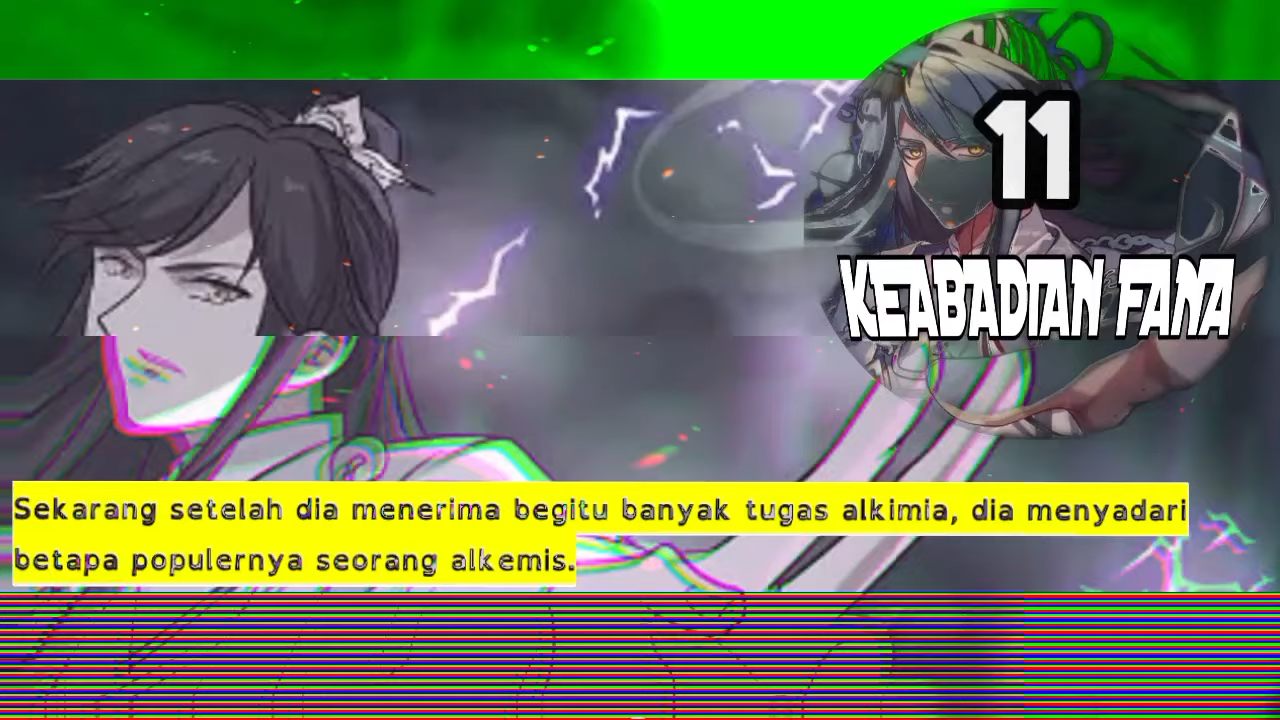 11
KEABADIAN FANA
Sekarang setelah dia menerima begitu banyak tugas alkimia, dia menyadari
betapa populernya seorang alkemis.